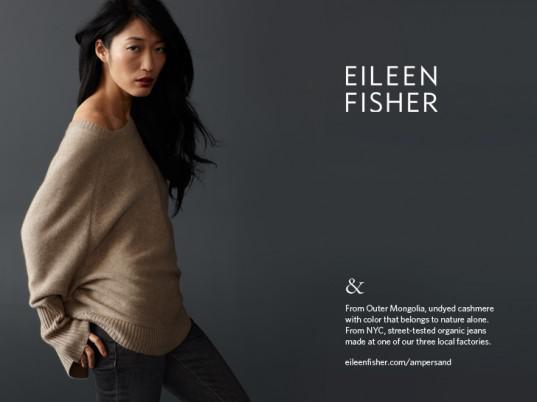 EILEEN
FISHER
&
From Outer Mongolia, undyed cashmere
with color that belongs to nature alone.
From NYC, street-tested organic jeans
made at one of our three local factories.
eileenfisher.com/ampersand